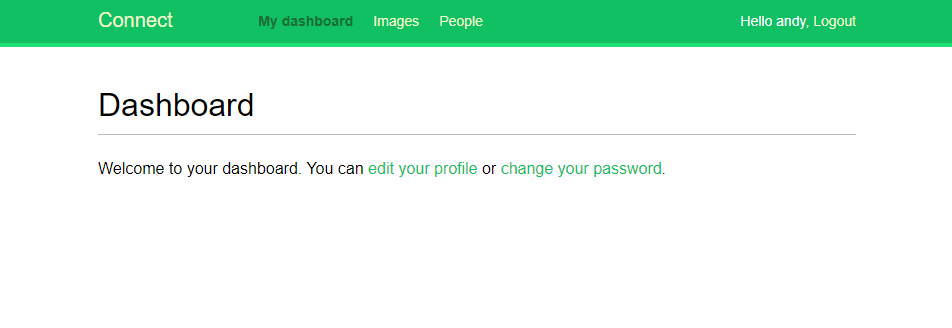 Connect My dashboard Images People Hello andy, Logout
Dashboard
Welcome to your dashboard. You can edit your profile or change your password.